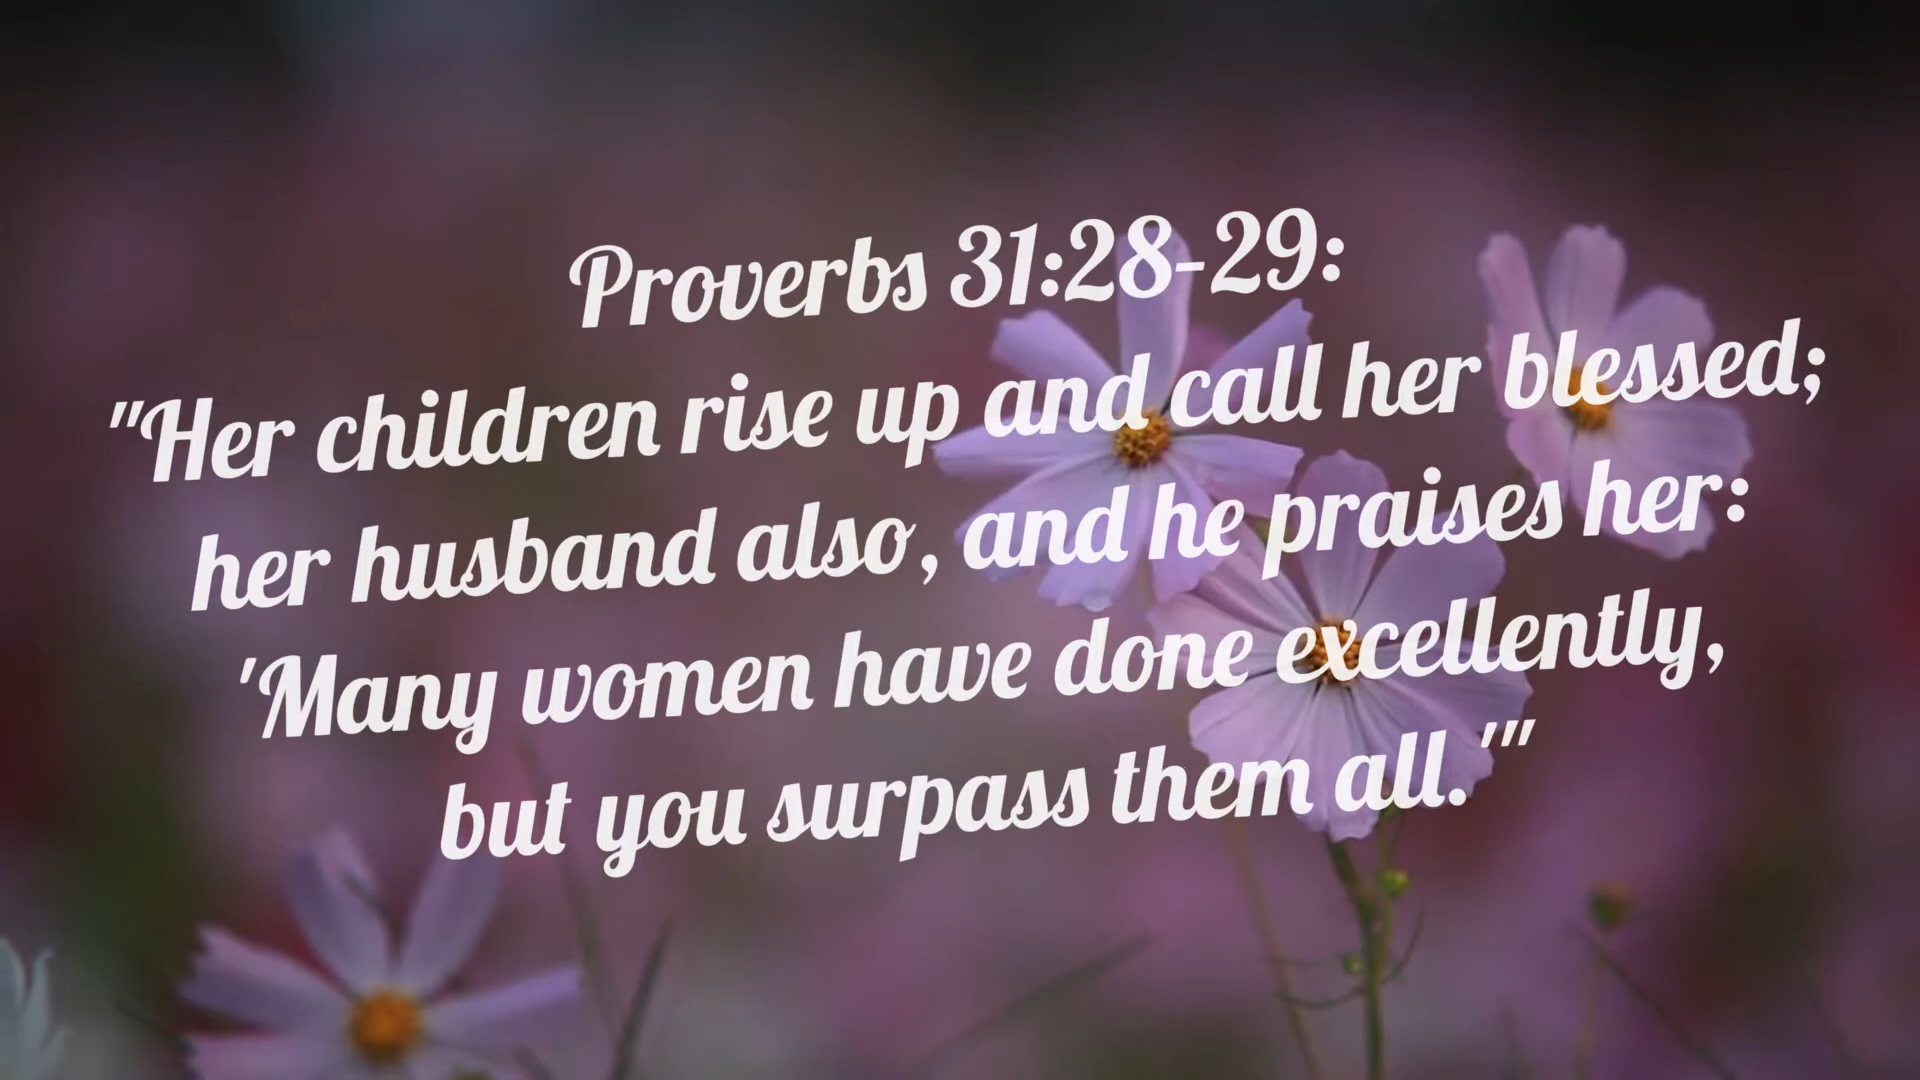 Proverbs 31:28-29:
"Her children rise up and call her blessed;
her husband also, and he praises her:
'Many women have done excellently,
but you surpass them all.'"